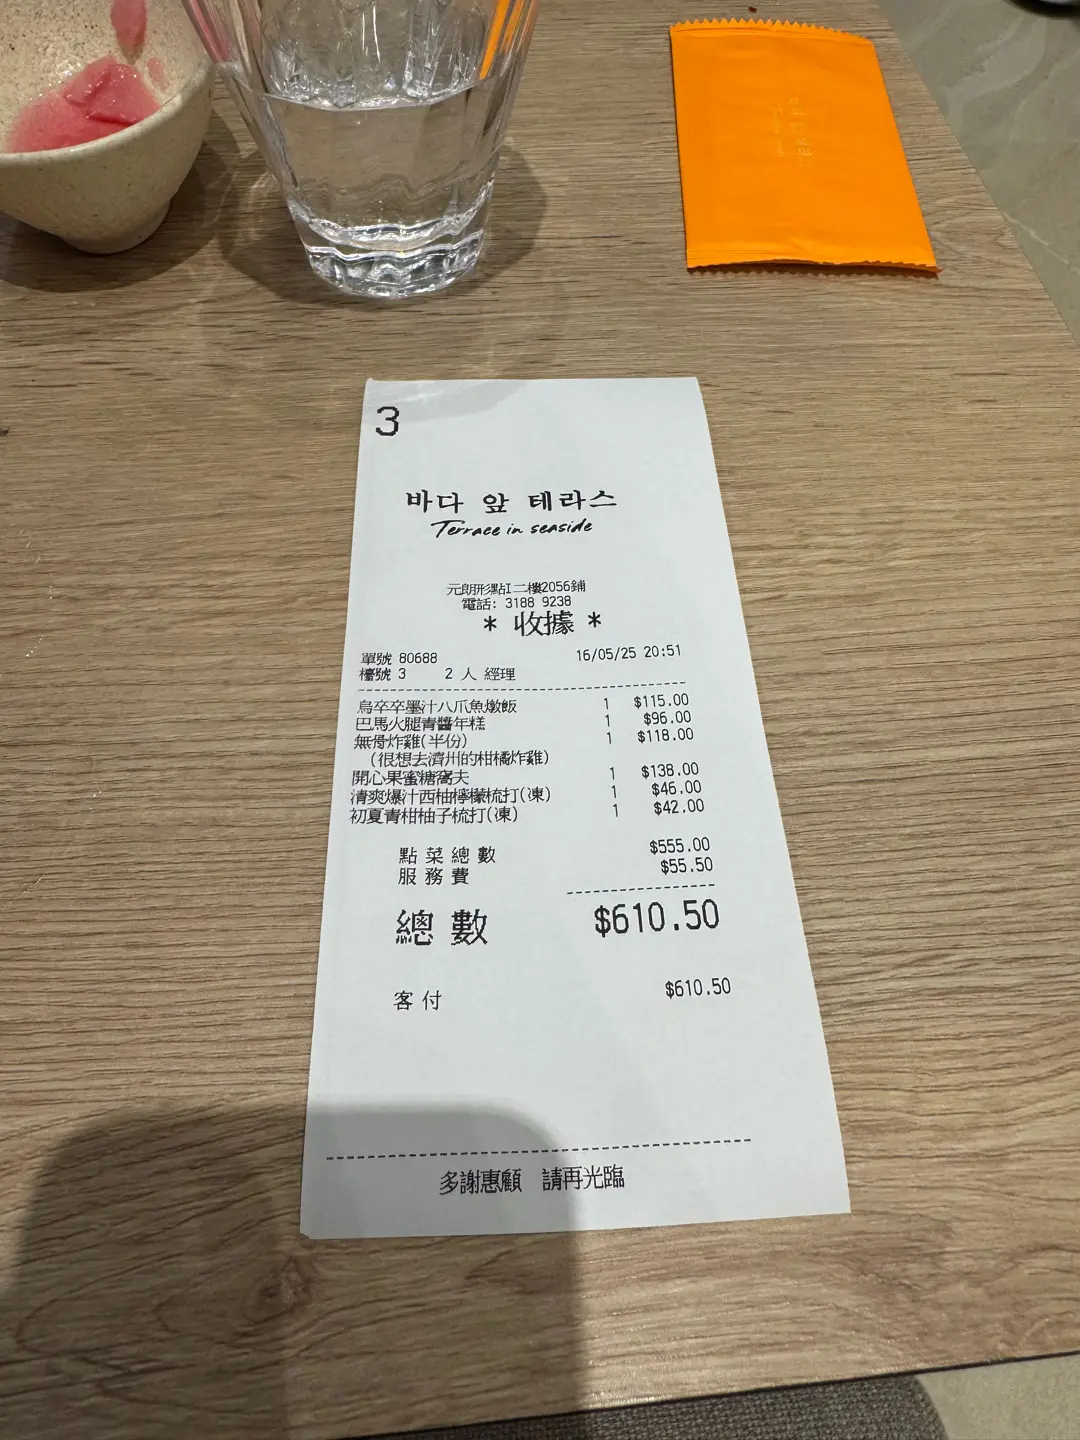 3
바다 앞 테라스
Terrace in seaside
元朗形點I二樓2056鋪
電話: 3188 9238
* 收據 *
單號 80688 16/05/25 20:51
檯號 3 2 人 經理
烏卒卒墨汁八爪魚燉飯 1 $115.00
巴馬火腿青醬年糕 1 $96.00
無骨炸雞(半份) 1 $118.00
(很想去濟州的柑橘炸雞)
開心果蜜糖窩夫 1 $138.00
清爽爆汁西柚檸檬梳打(凍) 1 $46.00
初夏青柑柚子梳打(凍) 1 $42.00
點菜總數 $555.00
服務費 $55.50
總數 $610.50
客付 $610.50
多謝惠顧 請再光臨